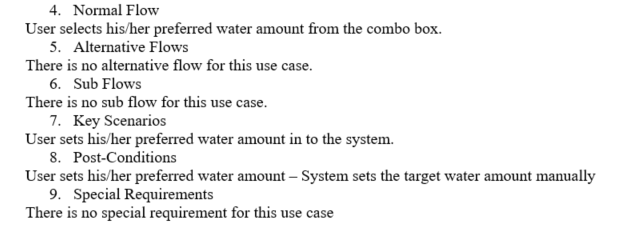 4. Normal Flow
User selects his/her preferred water amount from the combo box.
5. Alternative Flows
There is no alternative flow for this use case.
6. Sub Flows
There is no sub flow for this use case.
7. Key Scenarios
User sets his/her preferred water amount in to the system.
8. Post-Conditions
User sets his/her preferred water amount – System sets the target water amount manually
9. Special Requirements
There is no special requirement for this use case